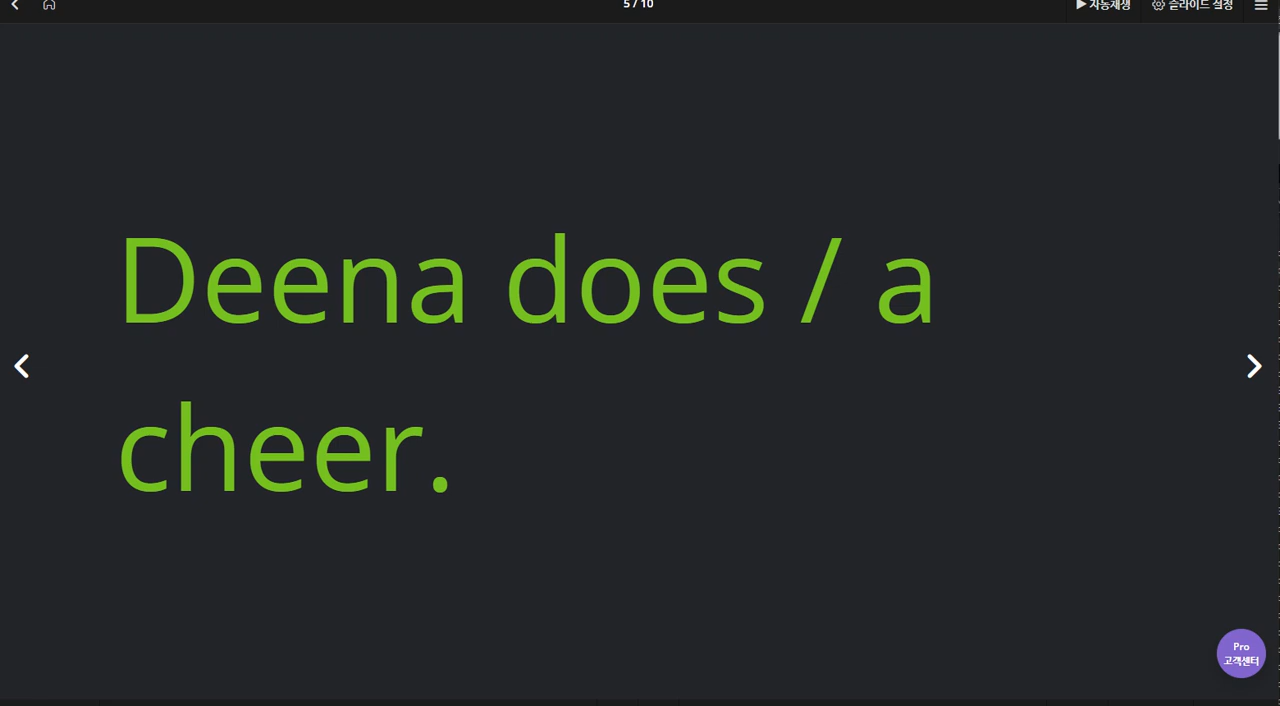 5 / 10
▶ 자동재생
슬라이드 설정
Deena does / a
cheer.
Pro
고객센터